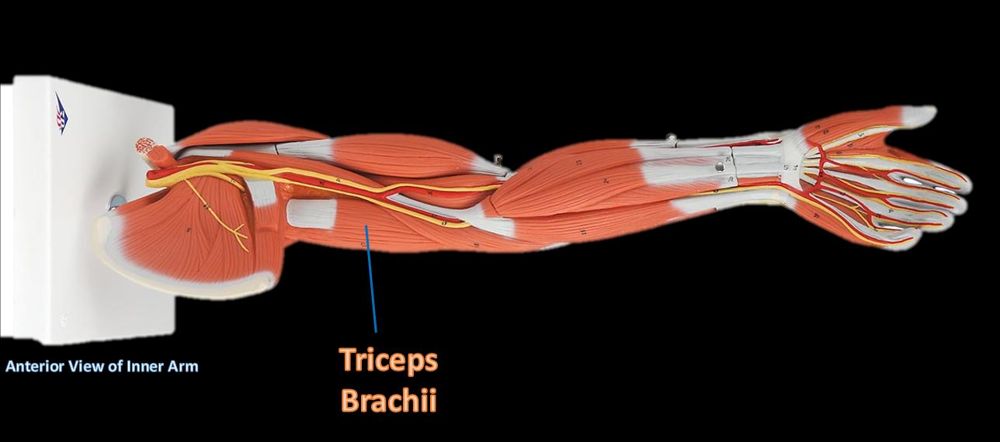 Anterior View of Inner Arm
Triceps
Brachii